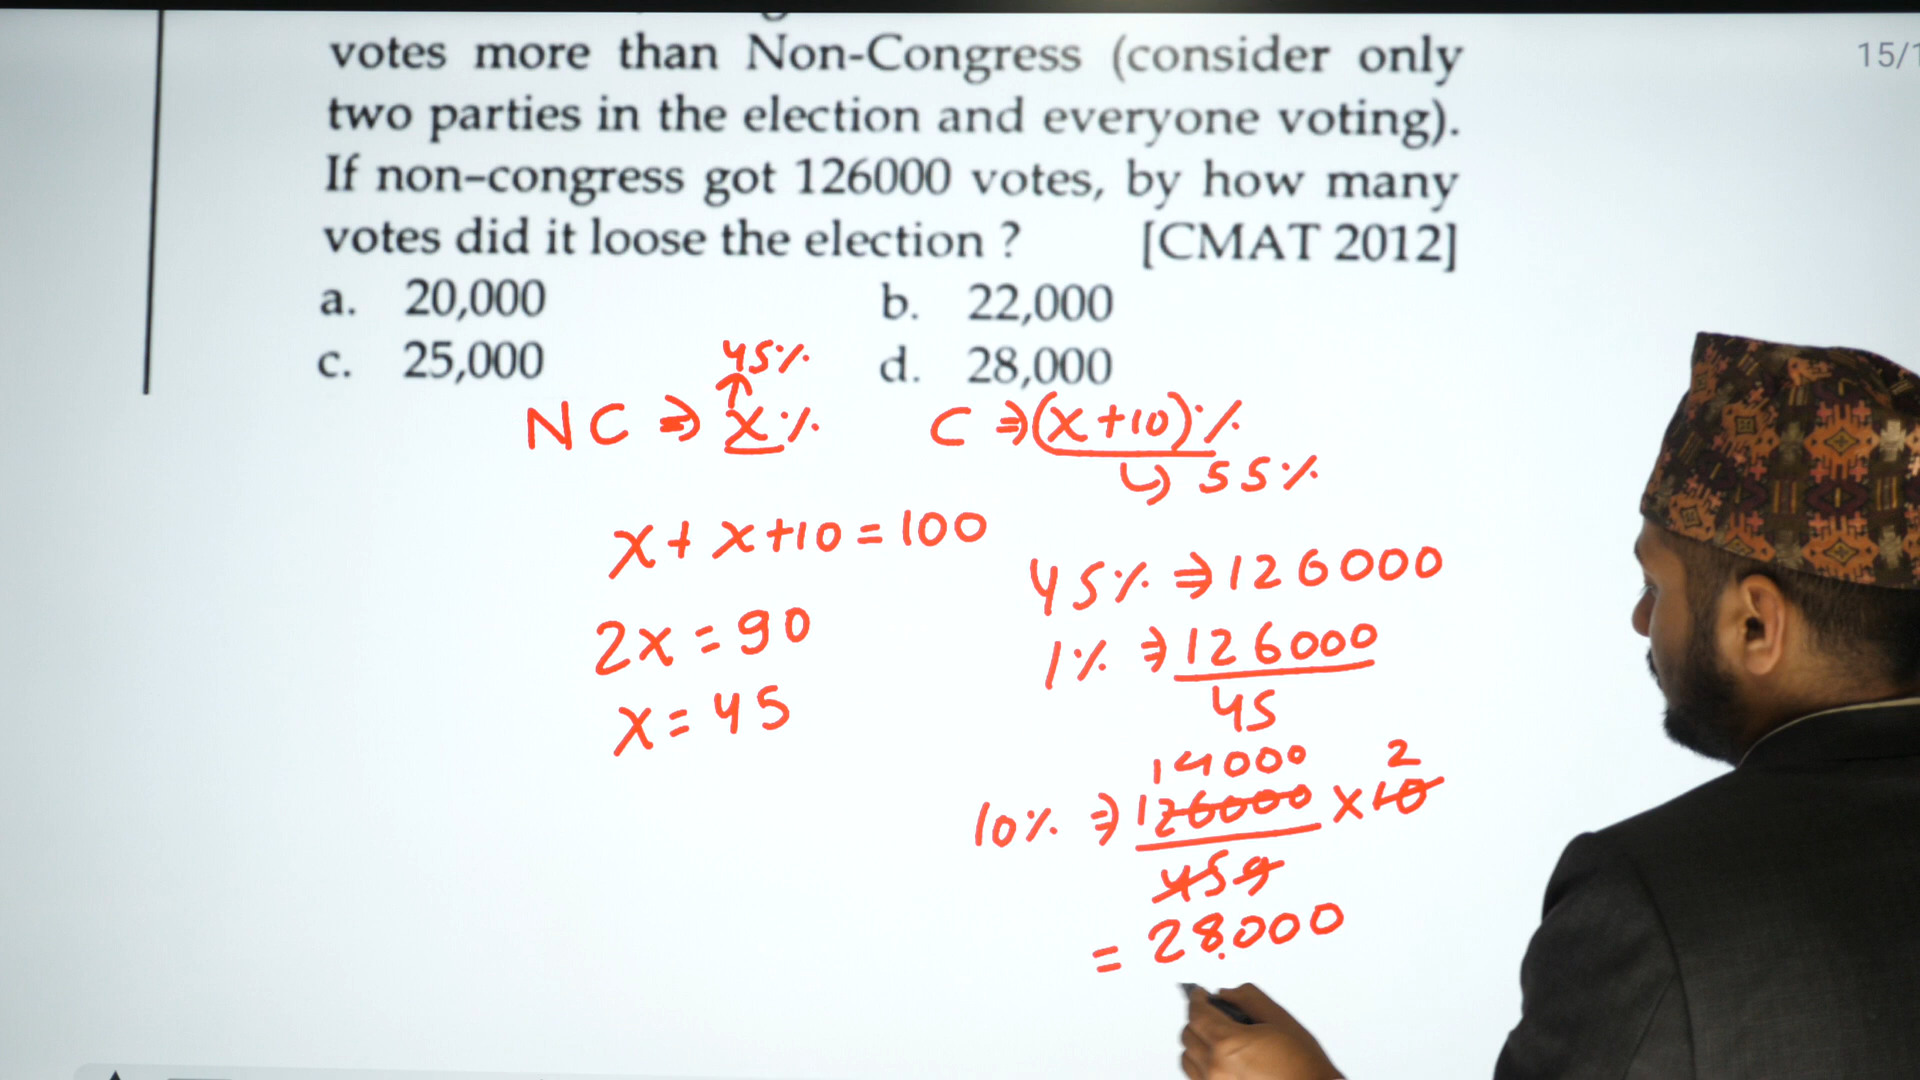 votes more than Non-Congress (consider only
15/1
two parties in the election and everyone voting).
If non-congress got 126000 votes, by how many
votes did it loose the election ? [CMAT 2012]
a. 20,000 b. 22,000
c. 25,000 d. 28,000
45%
NC ⇒ x% C ⇒ (x+10)%
↳ 55%
x + x+10 = 100
45% ⇒ 126000
2x = 90
1% ⇒ 126000
45
x = 45
14000 2
10% ⇒ 126000 x 10
45 9
= 28000